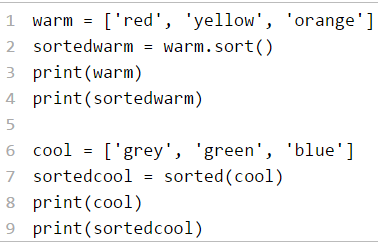 1 warm = ['red', 'yellow', 'orange']
2 sortedwarm = warm.sort()
3 print(warm)
4 print(sortedwarm)
5
6 cool = ['grey', 'green', 'blue']
7 sortedcool = sorted(cool)
8 print(cool)
9 print(sortedcool)